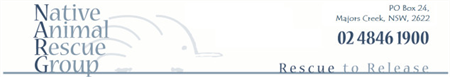 Native
Animal
Rescue
Group
PO Box 24,
Majors Creek, NSW, 2622
02 4846 1900
Rescue to Release